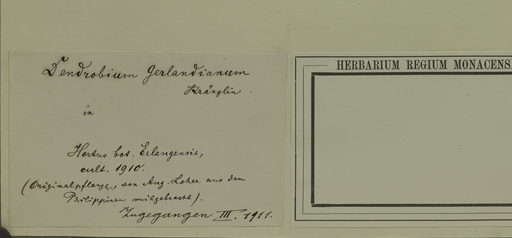 Dendrobium Gerlandianum
Kränzlin.
in
Hortus bot. Erlangensis,
cult. 1910.
(Originalpflanze, von Aug. Loher aus den
Philippinen mitgebracht).
Zugegangen III. 1911.
HERBARIUM REGIUM MONACENS